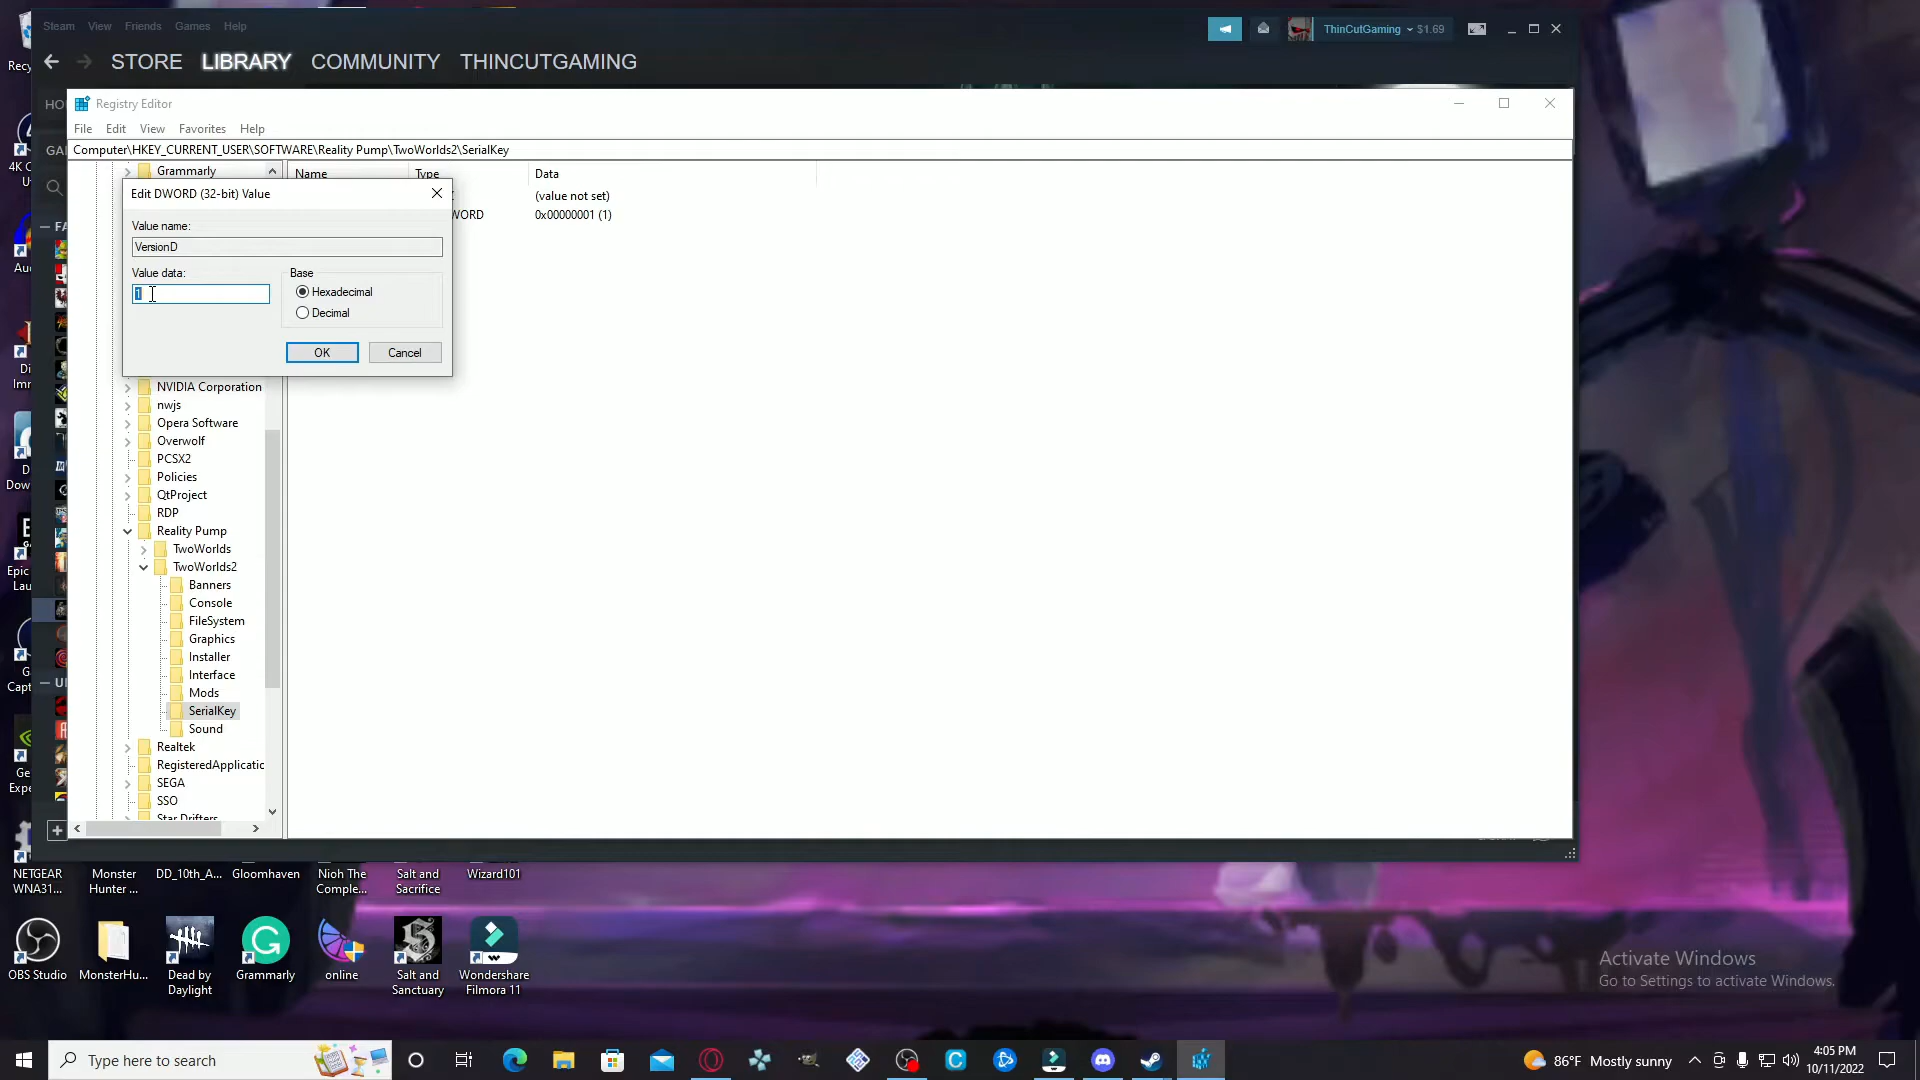 Steam View Friends Games Help
ThinCutGaming $1.69
STORE LIBRARY COMMUNITY THINCUTGAMING
Registry Editor
File Edit View Favorites Help
Computer\HKEY_CURRENT_USER\SOFTWARE\Reality Pump\TwoWorlds2\SerialKey
Grammarly
Name Type Data
(value not set)
WORD 0x00000001 (1)
Edit DWORD (32-bit) Value
Value name:
VersionD
Value data:
1
Base
Hexadecimal
Decimal
OK Cancel
NVIDIA Corporation
nwjs
Opera Software
Overwolf
PCSX2
Policies
QtProject
RDP
Reality Pump
TwoWorlds
TwoWorlds2
Banners
Console
FileSystem
Graphics
Installer
Interface
Mods
SerialKey
Sound
Realtek
RegisteredApplicatic
SEGA
SSO
Star Drifters
NETGEAR WNA31...
Monster Hunter ...
DD_10th_A...
Gloomhaven
Nioh The Comple...
Salt and Sacrifice
Wizard101
OBS Studio
MonsterHu...
Dead by Daylight
Grammarly
online
Salt and Sanctuary
Wondershare Filmora 11
Activate Windows
Go to Settings to activate Windows.
Type here to search
86°F Mostly sunny
4:05 PM
10/11/2022